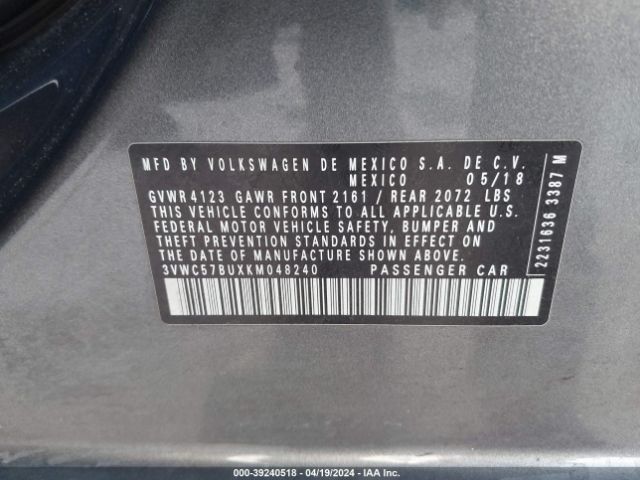 MFD BY VOLKSWAGEN DE MEXICO S.A. DE C.V.
MEXICO 05/18
GVWR 4123 GAWR FRONT 2161 / REAR 2072 LBS
THIS VEHICLE CONFORMS TO ALL APPLICABLE U.S.
FEDERAL MOTOR VEHICLE SAFETY, BUMPER AND
THEFT PREVENTION STANDARDS IN EFFECT ON
THE DATE OF MANUFACTURE SHOWN ABOVE.
3VWC57BUXKM048240 PASSENGER CAR
2231636 3387 M
000-39240518 - 04/19/2024 - IAA Inc.